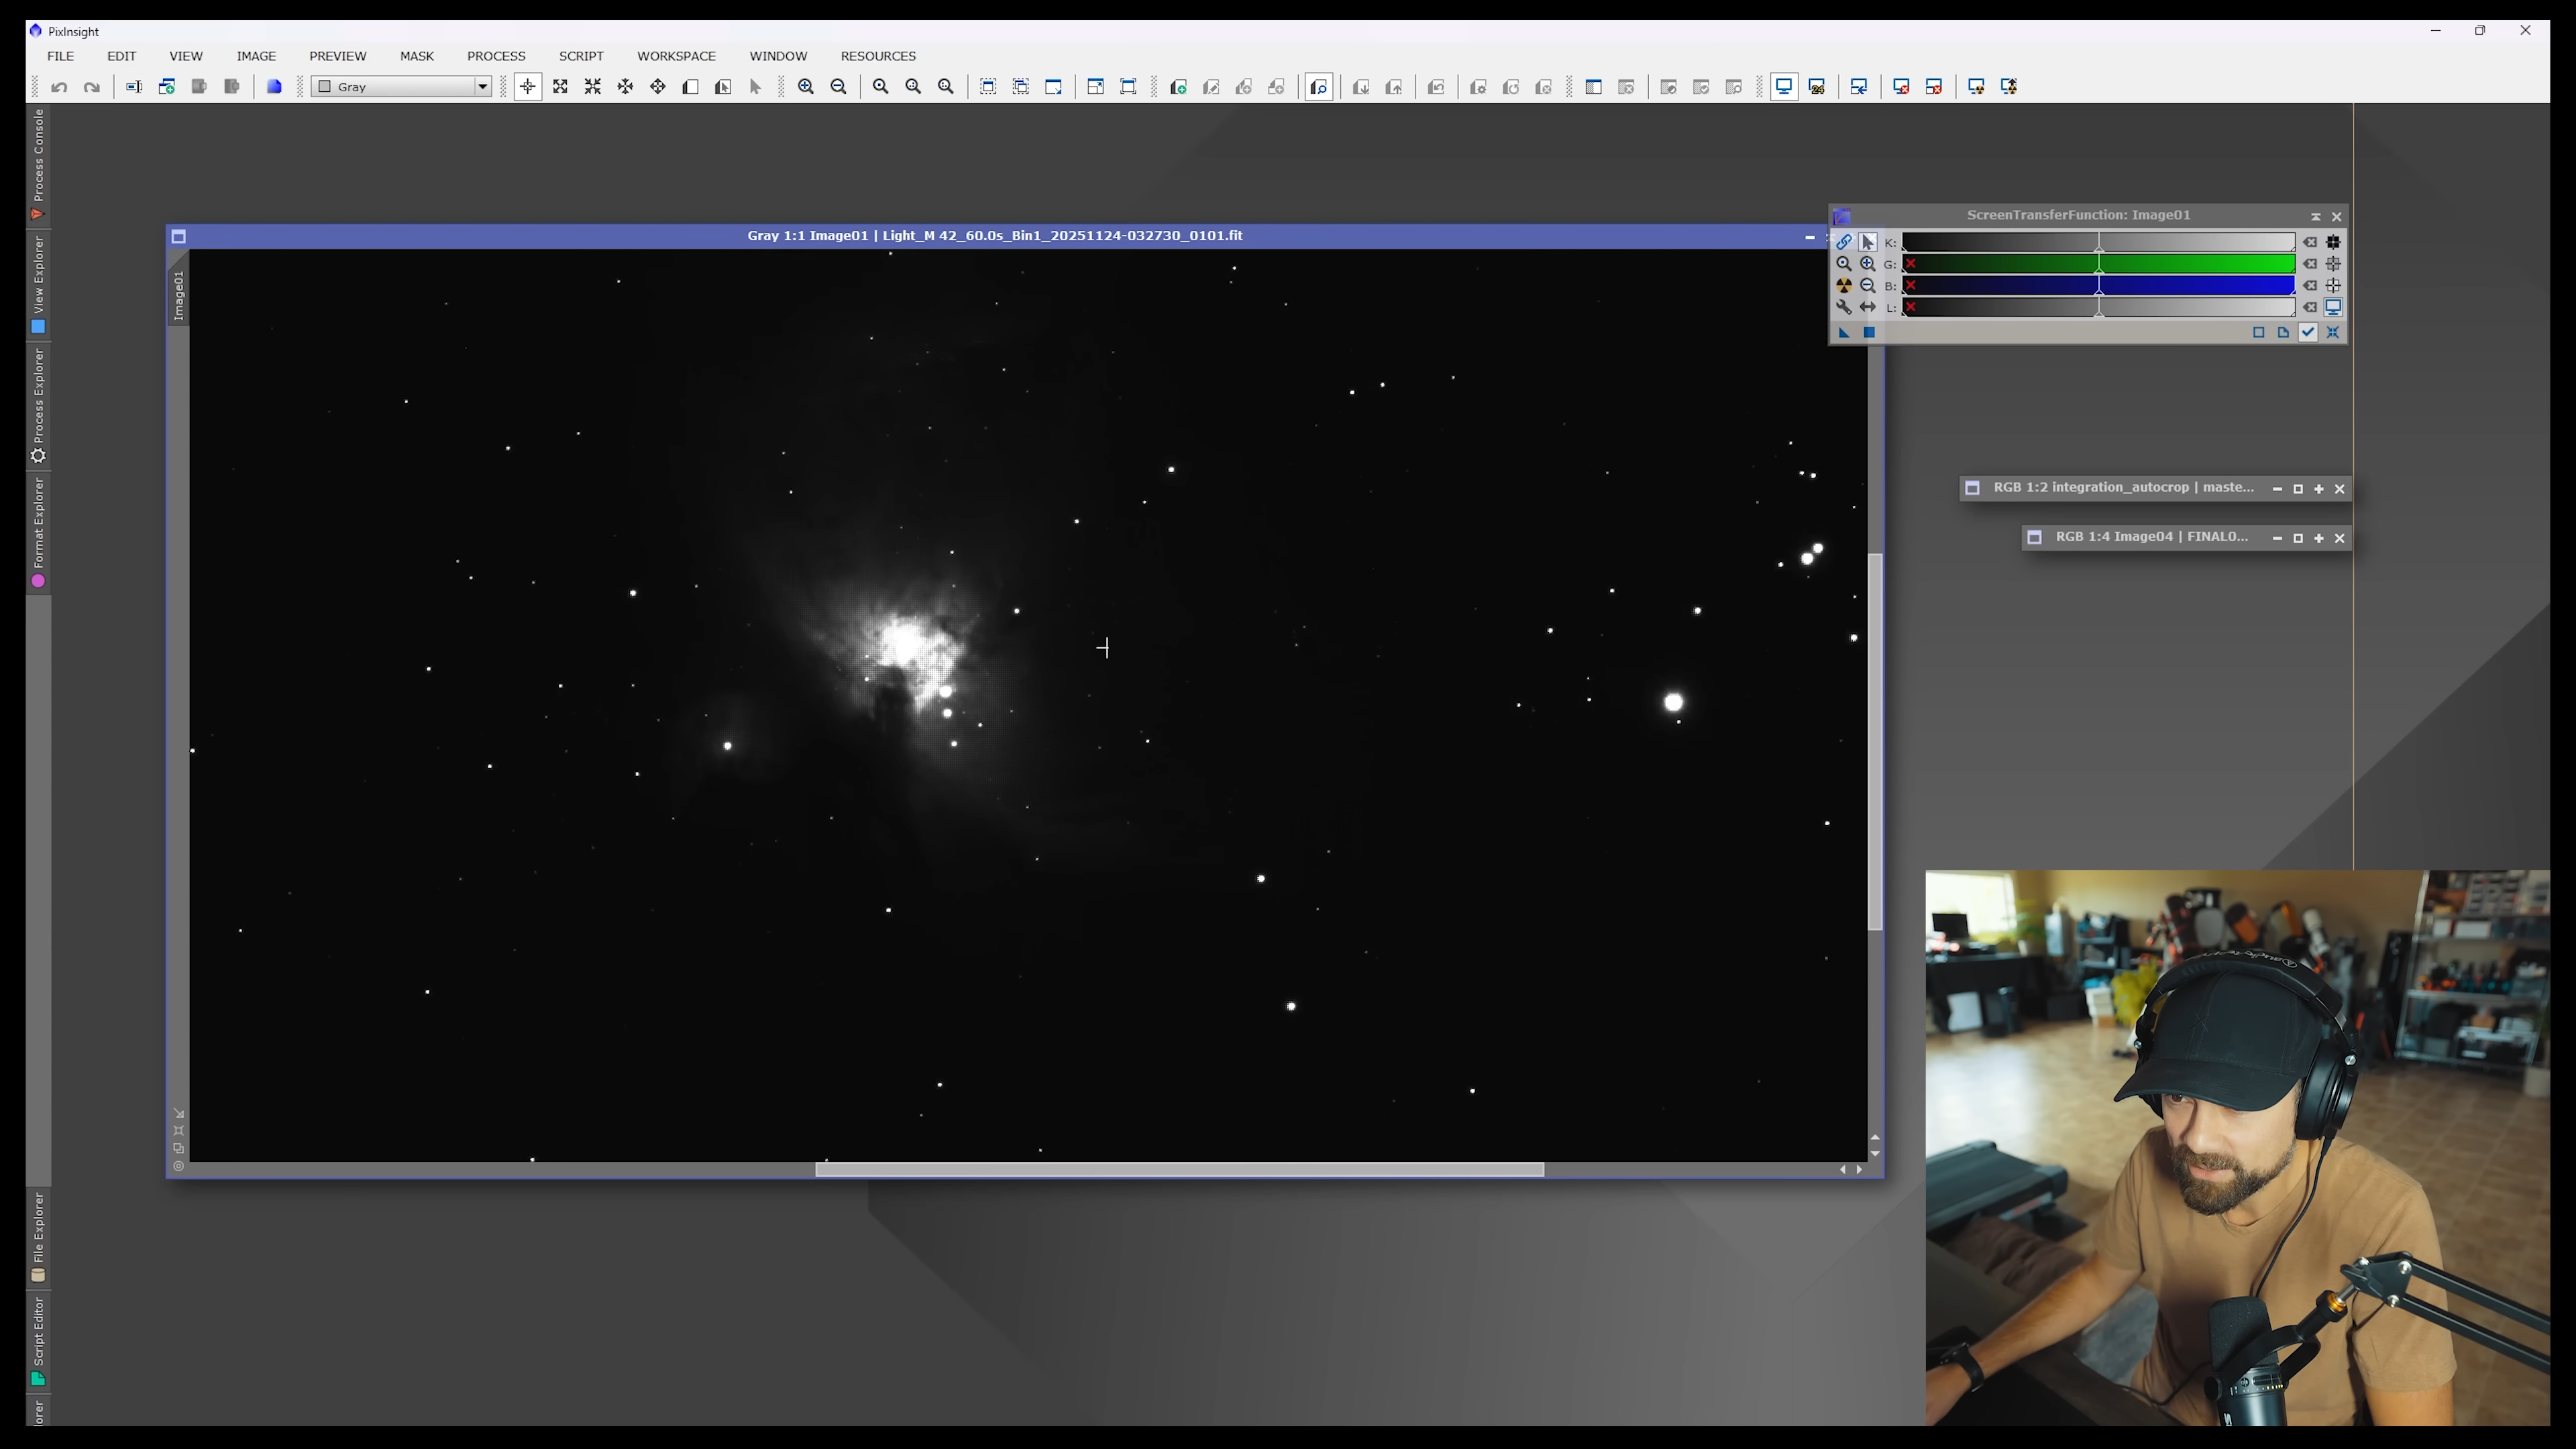 PixInsight
FILE EDIT VIEW IMAGE PREVIEW MASK PROCESS SCRIPT WORKSPACE WINDOW RESOURCES
Gray
24
Process Console
View Explorer
Process Explorer
Format Explorer
File Explorer
Script Editor
lorer
Gray 1:1 Image01 | Light_M 42_60.0s_Bin1_20251124-032730_0101.fit
Image01
ScreenTransferFunction: Image01
K:
G:
B:
L:
RGB 1:2 integration_autocrop | maste...
RGB 1:4 Image04 | FINAL0...